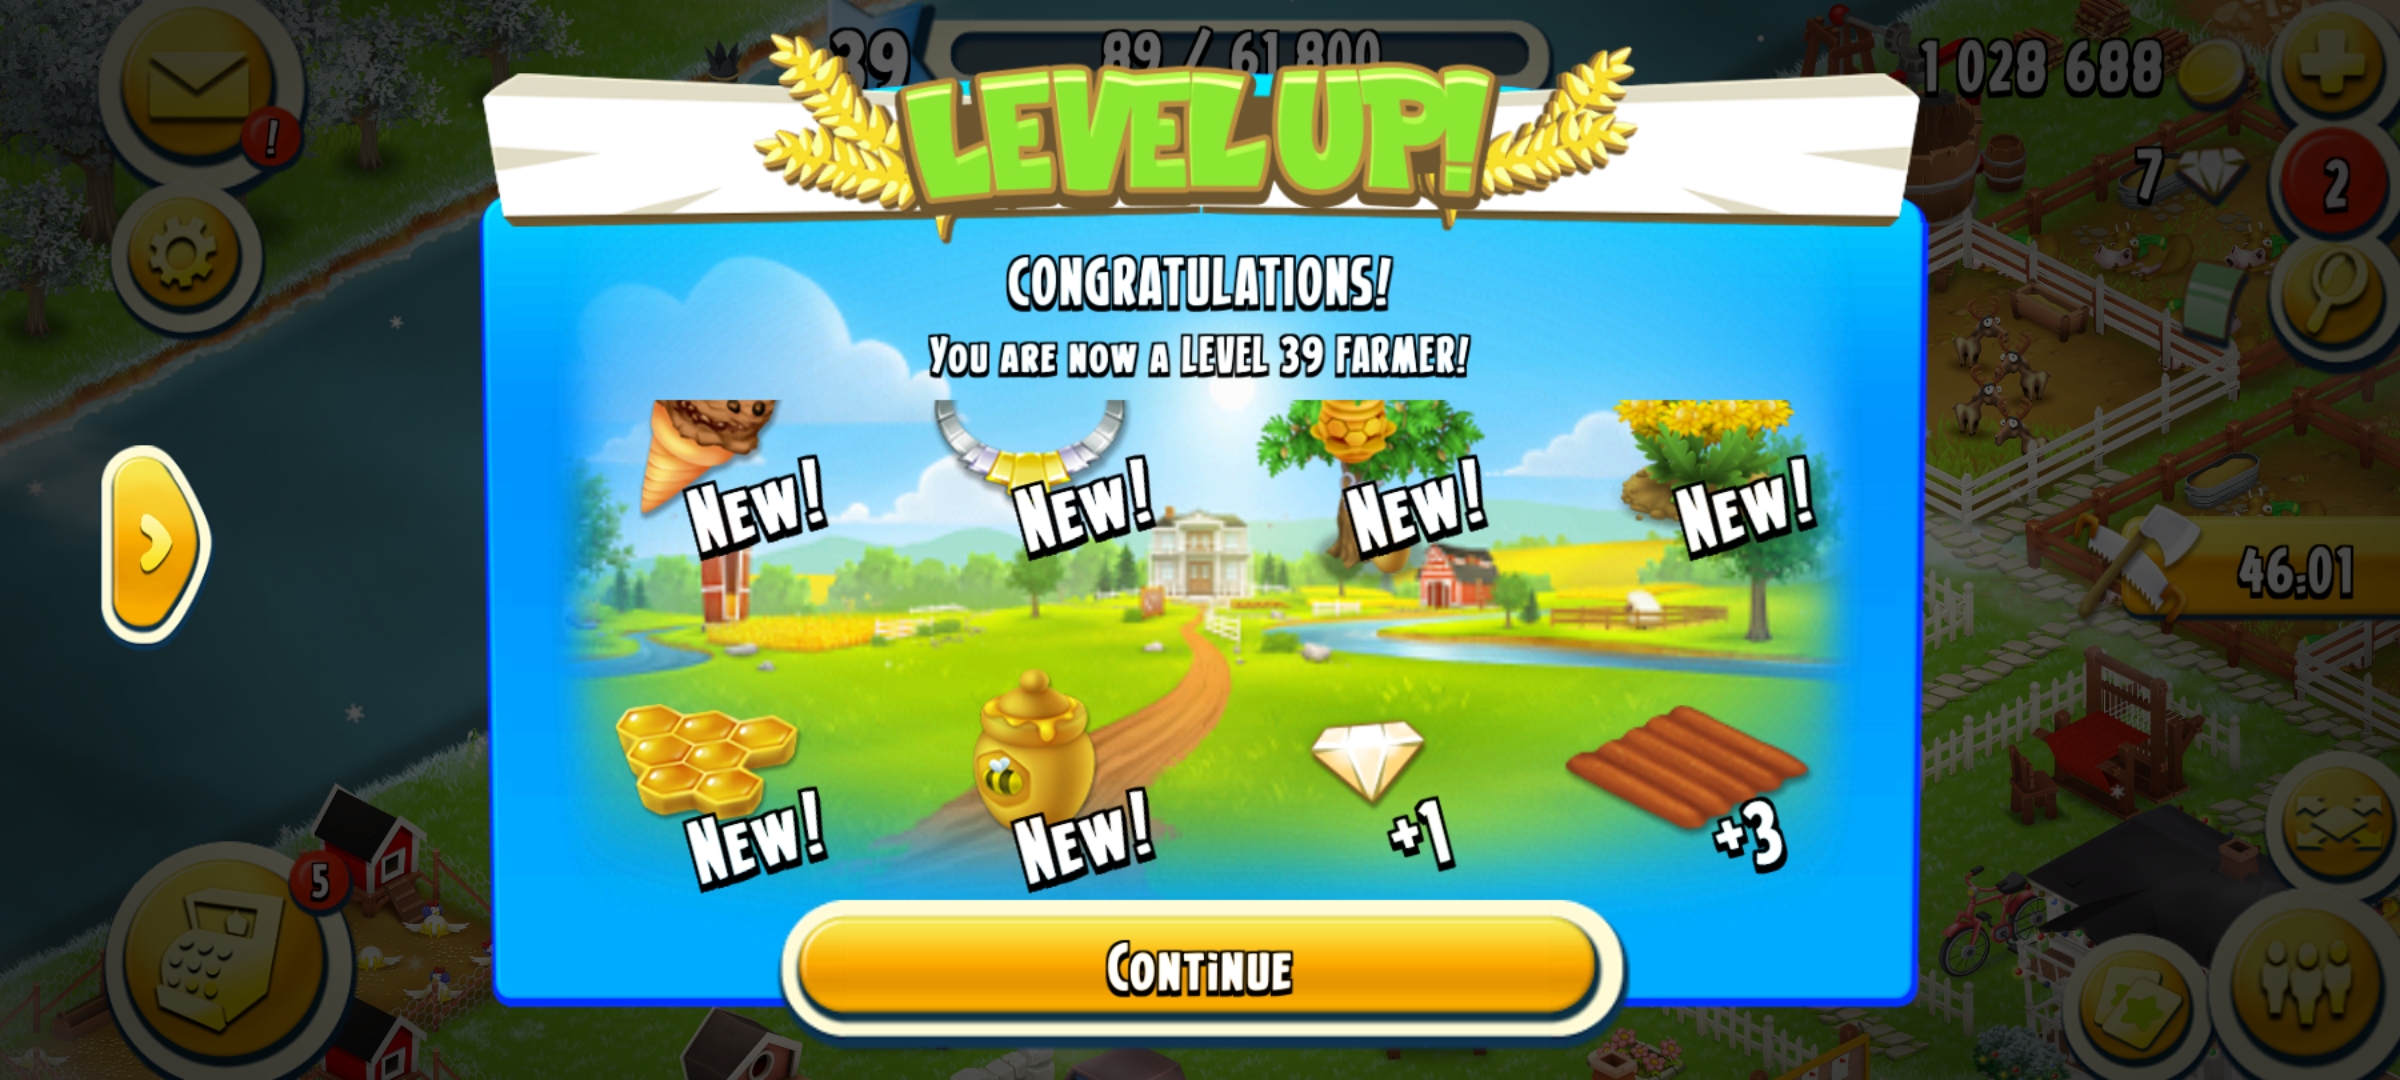 39
89 / 61 800
1 028 688
!
LEVEL UP!
7
2
CONGRATULATIONS!
YOU ARE NOW A LEVEL 39 FARMER!
NEW!
NEW!
NEW!
NEW!
46:01
NEW!
NEW!
+1
+3
5
CONTINUE